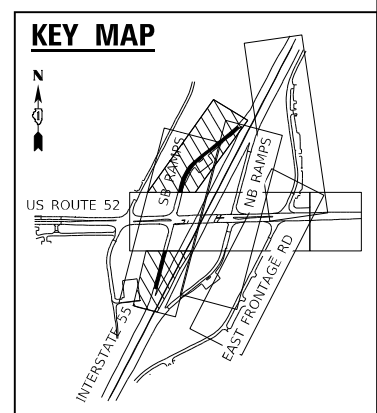 KEY MAP
N
SB RAMPS
NB RAMPS
US ROUTE 52
EAST FRONTAGE RD
INTERSTATE 55